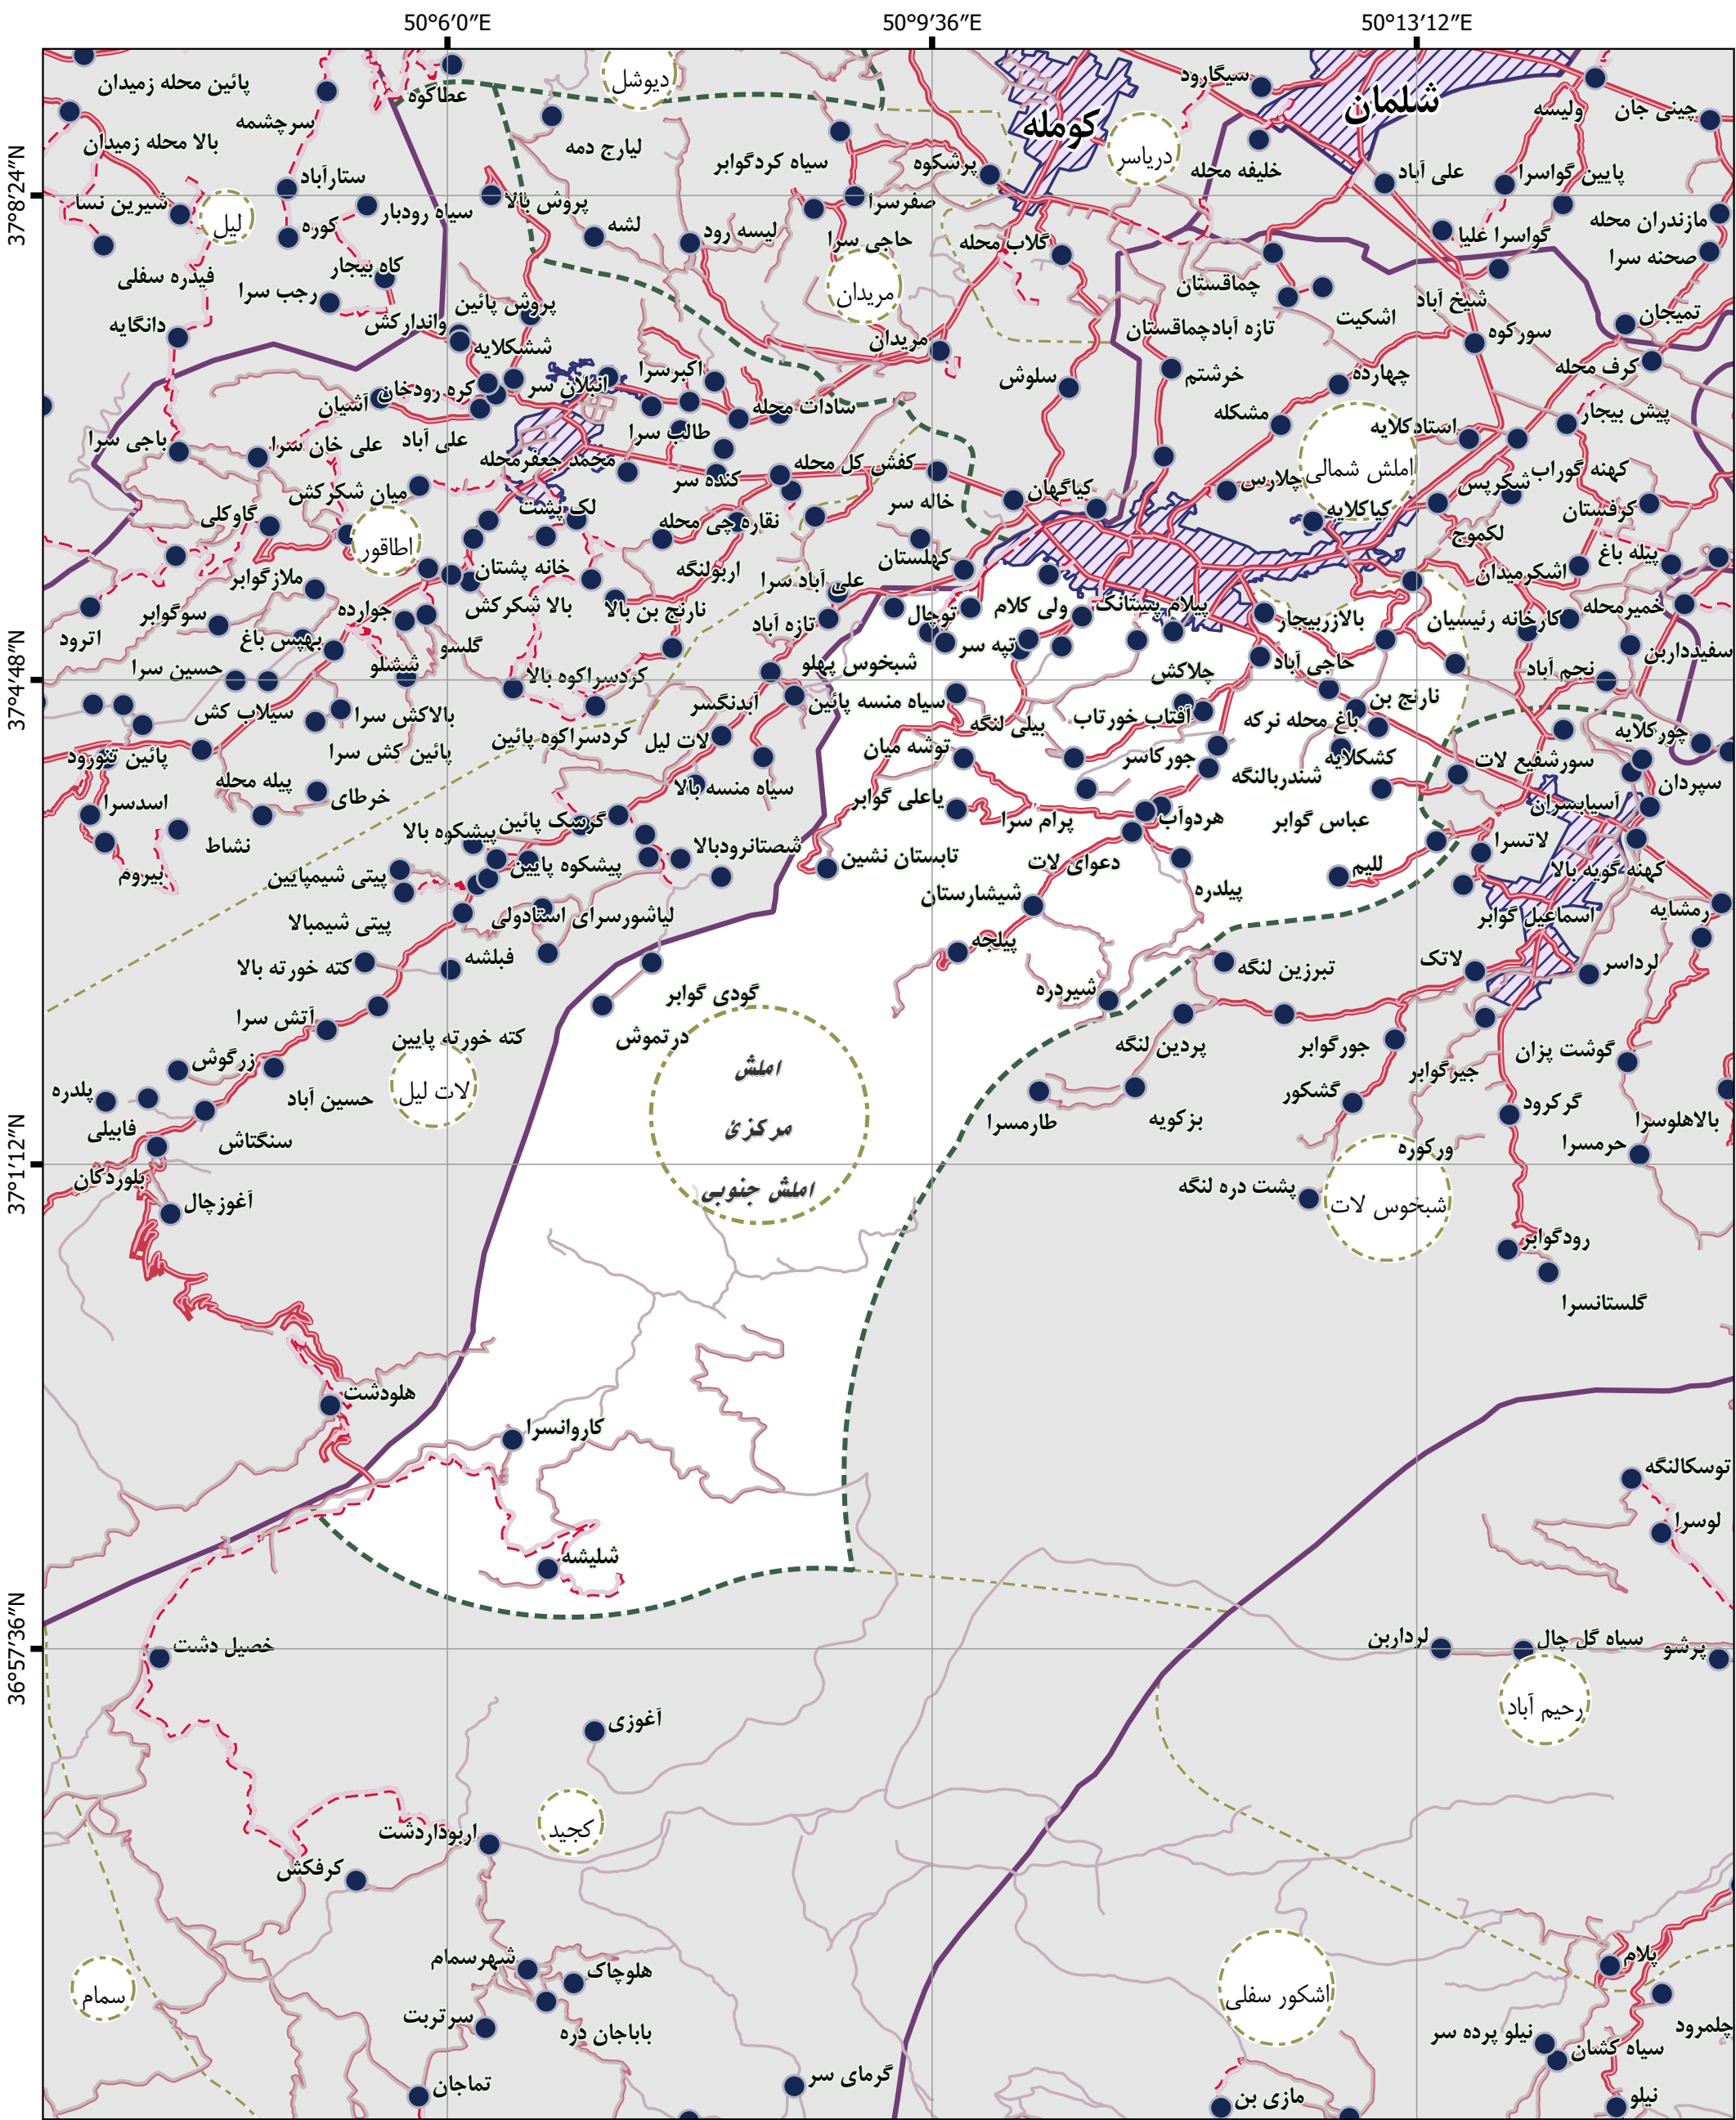 50°6′0″E
50°9′36″E
50°13′12″E
37°8′24″N
37°4′48″N
37°1′12″N
36°57′36″N
پائین محله زمیدان
عطاگوه
دیوشل
سیگارود
شلمان
ولیسه
چینی جان
سرچشمه
بالا محله زمیدان
لیارج دمه
سیاه کردگوابر
پرشکوه
کومله
دریاسر
خلیفه محله
علی آباد
پایین گواسرا
مازندران محله
ستارآباد
شیرین نسا
لیل
کوره
سیاه رودبار
پروش بالا
لشه
لیسه رود
صفرسرا
حاجی سرا
گلاب محله
گواسرا علیا
صحنه سرا
فیدره سفلی
کاه بیجار
رجب سرا
مریدان
چماقستان
شیخ آباد
تمیجان
دانگایه
واندارکش
پروش پائین
ششکلایه
مریدان
تازه آبادچماقستان
اشکیت
سورکوه
کرف محله
اکبرسرا
انبلان سر
کره رودخان
آشیان
سلوش
خرشتم
چهارده
سادات محله
مشکله
پیش بیجار
استادکلایه
باجی سرا
علی خان سرا
علی آباد
طالب سرا
محمد جعفرمحله
کنده سر
کفش کل محله
املش شمالی
چلارس
شکرپس
کهنه گوراب
کرفستان
میان شکرکش
گاوکلی
اطاقور
لک پشت
نقاره چی محله
خاله سر
کیاگهان
کیاکلایه
لکموج
ملازگوابر
خانه پشتان
اربولنگه
کهلستان
علی آباد سرا
اشکرمیدان
پیله باغ
اترود
سوگوابر
جوارده
بالا شکرکش
نارنج بن بالا
تازه آباد
توچال
ولی کلام
پیلام پشتانک
بالازربیجار
کارخانه رئیسیان
خمیرمحله
بهپس باغ
گلسو
ششلو
حسین سرا
کردسراکوه بالا
شبخوس پهلو
تپه سر
چلاکش
حاجی آباد
نجم آباد
سفیدداربن
سیلاب کش
بالاکش سرا
آبدنگسر
سیاه منسه پائین
بیلی لنگه
آفتاب خورتاب
باغ محله نرکه
نارنج بن
پائین تنورود
پائین کش سرا
کردسراکوه پائین
لات لیل
توشه میان
جورکاسر
شندربالنگه
کشکلایه
سورشفیع لات
چورکلایه
اسدسرا
پیله محله
خرطای
سیاه منسه بالا
یاعلی گوابر
پرام سرا
هردوآب
عباس گوابر
آسیابسران
سپردان
بیروم
نشاط
پیشکوه بالا
گرسک پائین
شصتانرودبالا
تابستان نشین
دعوای لات
للیم
لاتسرا
کهنه گویه بالا
پیتی شیمپایین
پیشکوه پایین
شیشارستان
پیلدره
پیتی شیمبالا
لیاشورسرای استادولی
اسماعیل گوابر
رمشایه
کته خورته بالا
فبلشه
پیلجه
لاتک
لرداسر
گودی گوابر
شیردره
تبرزین لنگه
آتش سرا
کته خورته پایین
درتموش
پردین لنگه
جورگوابر
گوشت پزان
زرگوش
املش
مرکزی
املش جنوبی
پلدره
حسین آباد
لات لیل
طارمسرا
بزکویه
گشکور
جیرگوابر
گرکرود
بالاهلوسرا
فابیلی
سنگتاش
ورکوره
حرمسرا
بلوردکان
آغوزچال
پشت دره لنگه
شبخوس لات
رودگوابر
گلستانسرا
هلودشت
کاروانسرا
توسکالنگه
لوسرا
شلیشه
خصیل دشت
لرداربن
سیاه گل چال
پرشو
رحیم آباد
آغوزی
کجید
اربوداردشت
کرفکش
سمام
شهرسمام
هلوچاک
اشکور سفلی
پلام
سرتربت
باباجان دره
چلمرود
نیلو پرده سر
سیاه کشان
تماجان
گرمای سر
مازی بن
نیلو